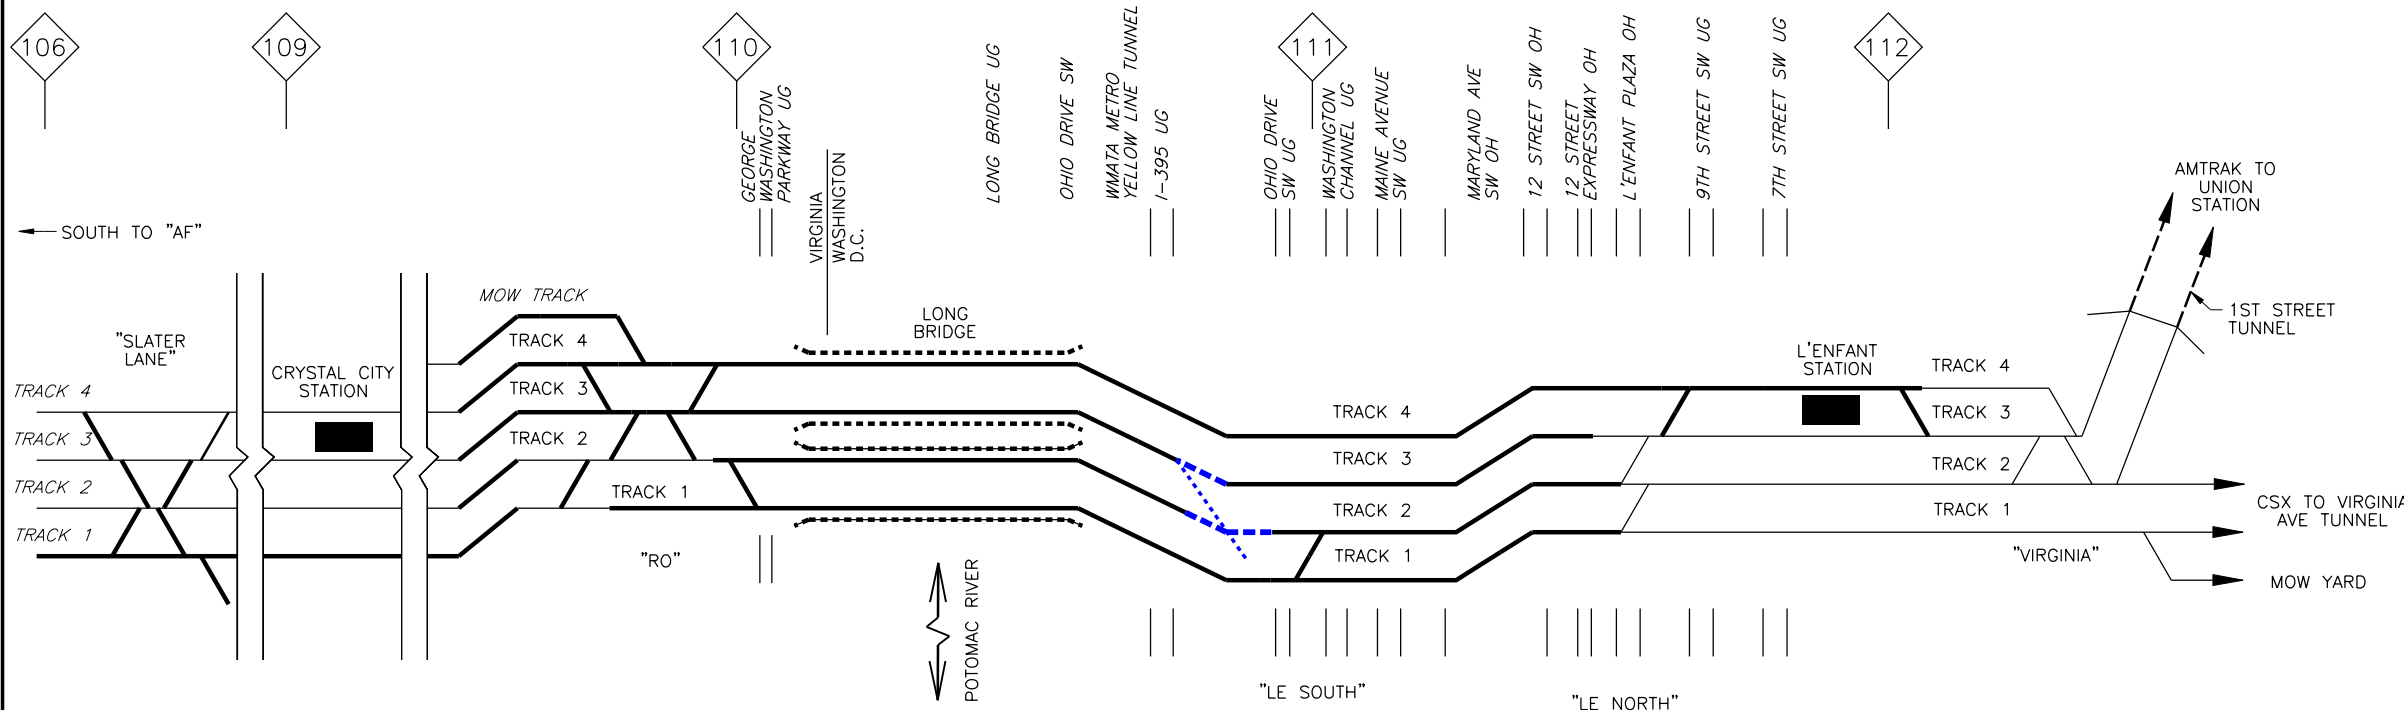 106
109
110
111
112
GEORGE
WASHINGTON
PARKWAY UG
LONG BRIDGE UG
OHIO DRIVE SW
WMATA METRO
YELLOW LINE TUNNEL
I-395 UG
OHIO DRIVE
SW UG
WASHINGTON
CHANNEL UG
MAINE AVENUE
SW UG
MARYLAND AVE
SW OH
12 STREET SW OH
12 STREET
EXPRESSWAY OH
L'ENFANT PLAZA OH
9TH STREET SW UG
7TH STREET SW UG
VIRGINIA
WASHINGTON
D.C.
AMTRAK TO
UNION
STATION
SOUTH TO "AF"
1ST STREET
TUNNEL
MOW TRACK
"SLATER
LANE"
CRYSTAL CITY
STATION
LONG
BRIDGE
L'ENFANT
STATION
TRACK 4
TRACK 3
TRACK 2
TRACK 1
TRACK 4
TRACK 3
TRACK 2
TRACK 1
TRACK 4
TRACK 3
TRACK 2
TRACK 1
TRACK 4
TRACK 3
TRACK 2
TRACK 1
CSX TO VIRGINIA
AVE TUNNEL
MOW YARD
"RO"
POTOMAC RIVER
"VIRGINIA"
"LE SOUTH"
"LE NORTH"